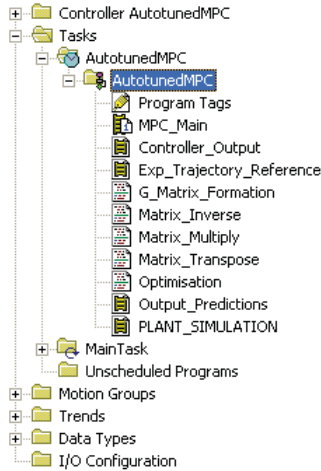 Controller AutotunedMPC
Tasks
AutotunedMPC
AutotunedMPC
Program Tags
MPC_Main
Controller_Output
Exp_Trajectory_Reference
G_Matrix_Formation
Matrix_Inverse
Matrix_Multiply
Matrix_Transpose
Optimisation
Output_Predictions
PLANT_SIMULATION
MainTask
Unscheduled Programs
Motion Groups
Trends
Data Types
I/O Configuration